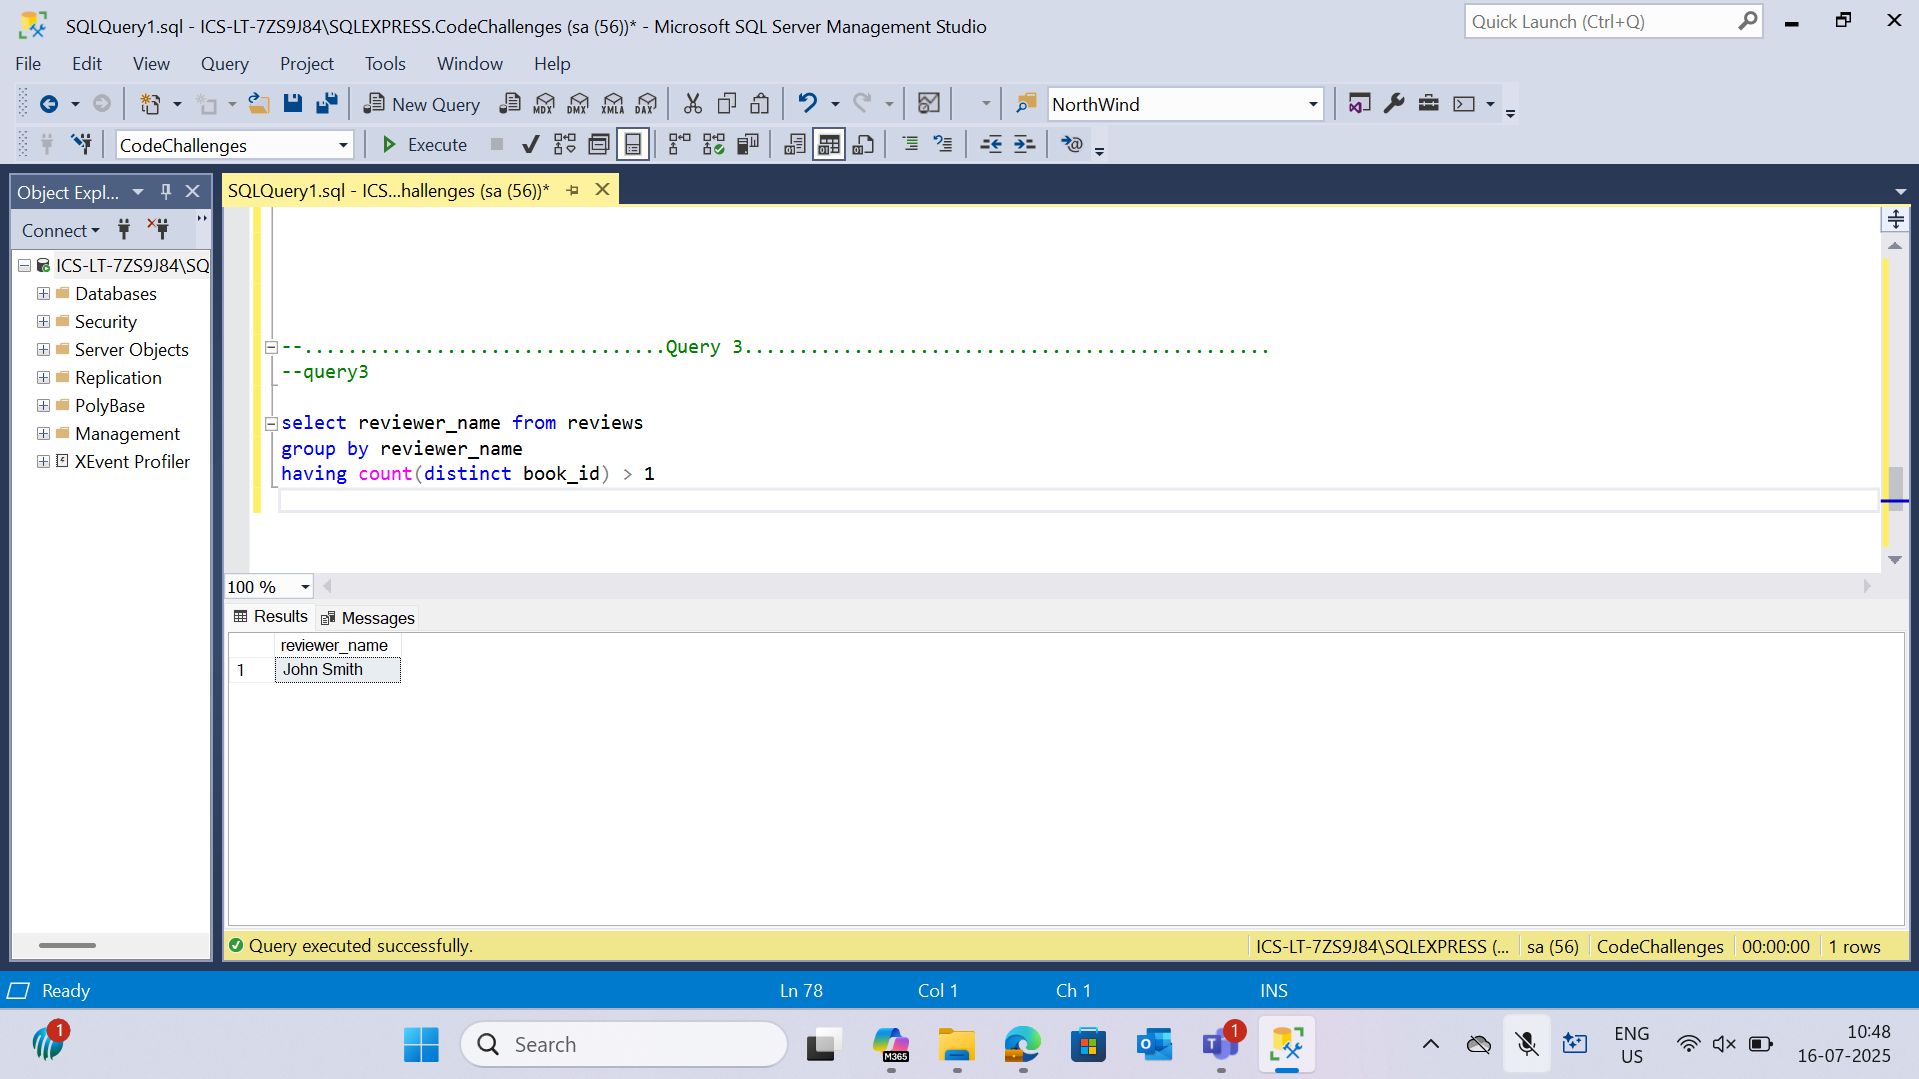 SQLQuery1.sql - ICS-LT-7ZS9J84\SQLEXPRESS.CodeChallenges (sa (56))* - Microsoft SQL Server Management Studio
Quick Launch (Ctrl+Q)
File Edit View Query Project Tools Window Help
New Query MDX DMX XMLA DAX NorthWind
CodeChallenges Execute
Object Expl...
SQLQuery1.sql - ICS...hallenges (sa (56))*
Connect
ICS-LT-7ZS9J84\SQ
Databases
Security
Server Objects
Replication
PolyBase
Management
XEvent Profiler
--.................................Query 3................................................
--query3
select reviewer_name from reviews
group by reviewer_name
having count(distinct book_id) > 1
100 %
Results Messages
reviewer_name
1 John Smith
Query executed successfully.
ICS-LT-7ZS9J84\SQLEXPRESS (... sa (56) CodeChallenges 00:00:00 1 rows
Ready Ln 78 Col 1 Ch 1 INS
1
Search
M365
1
ENG
US
10:48
16-07-2025